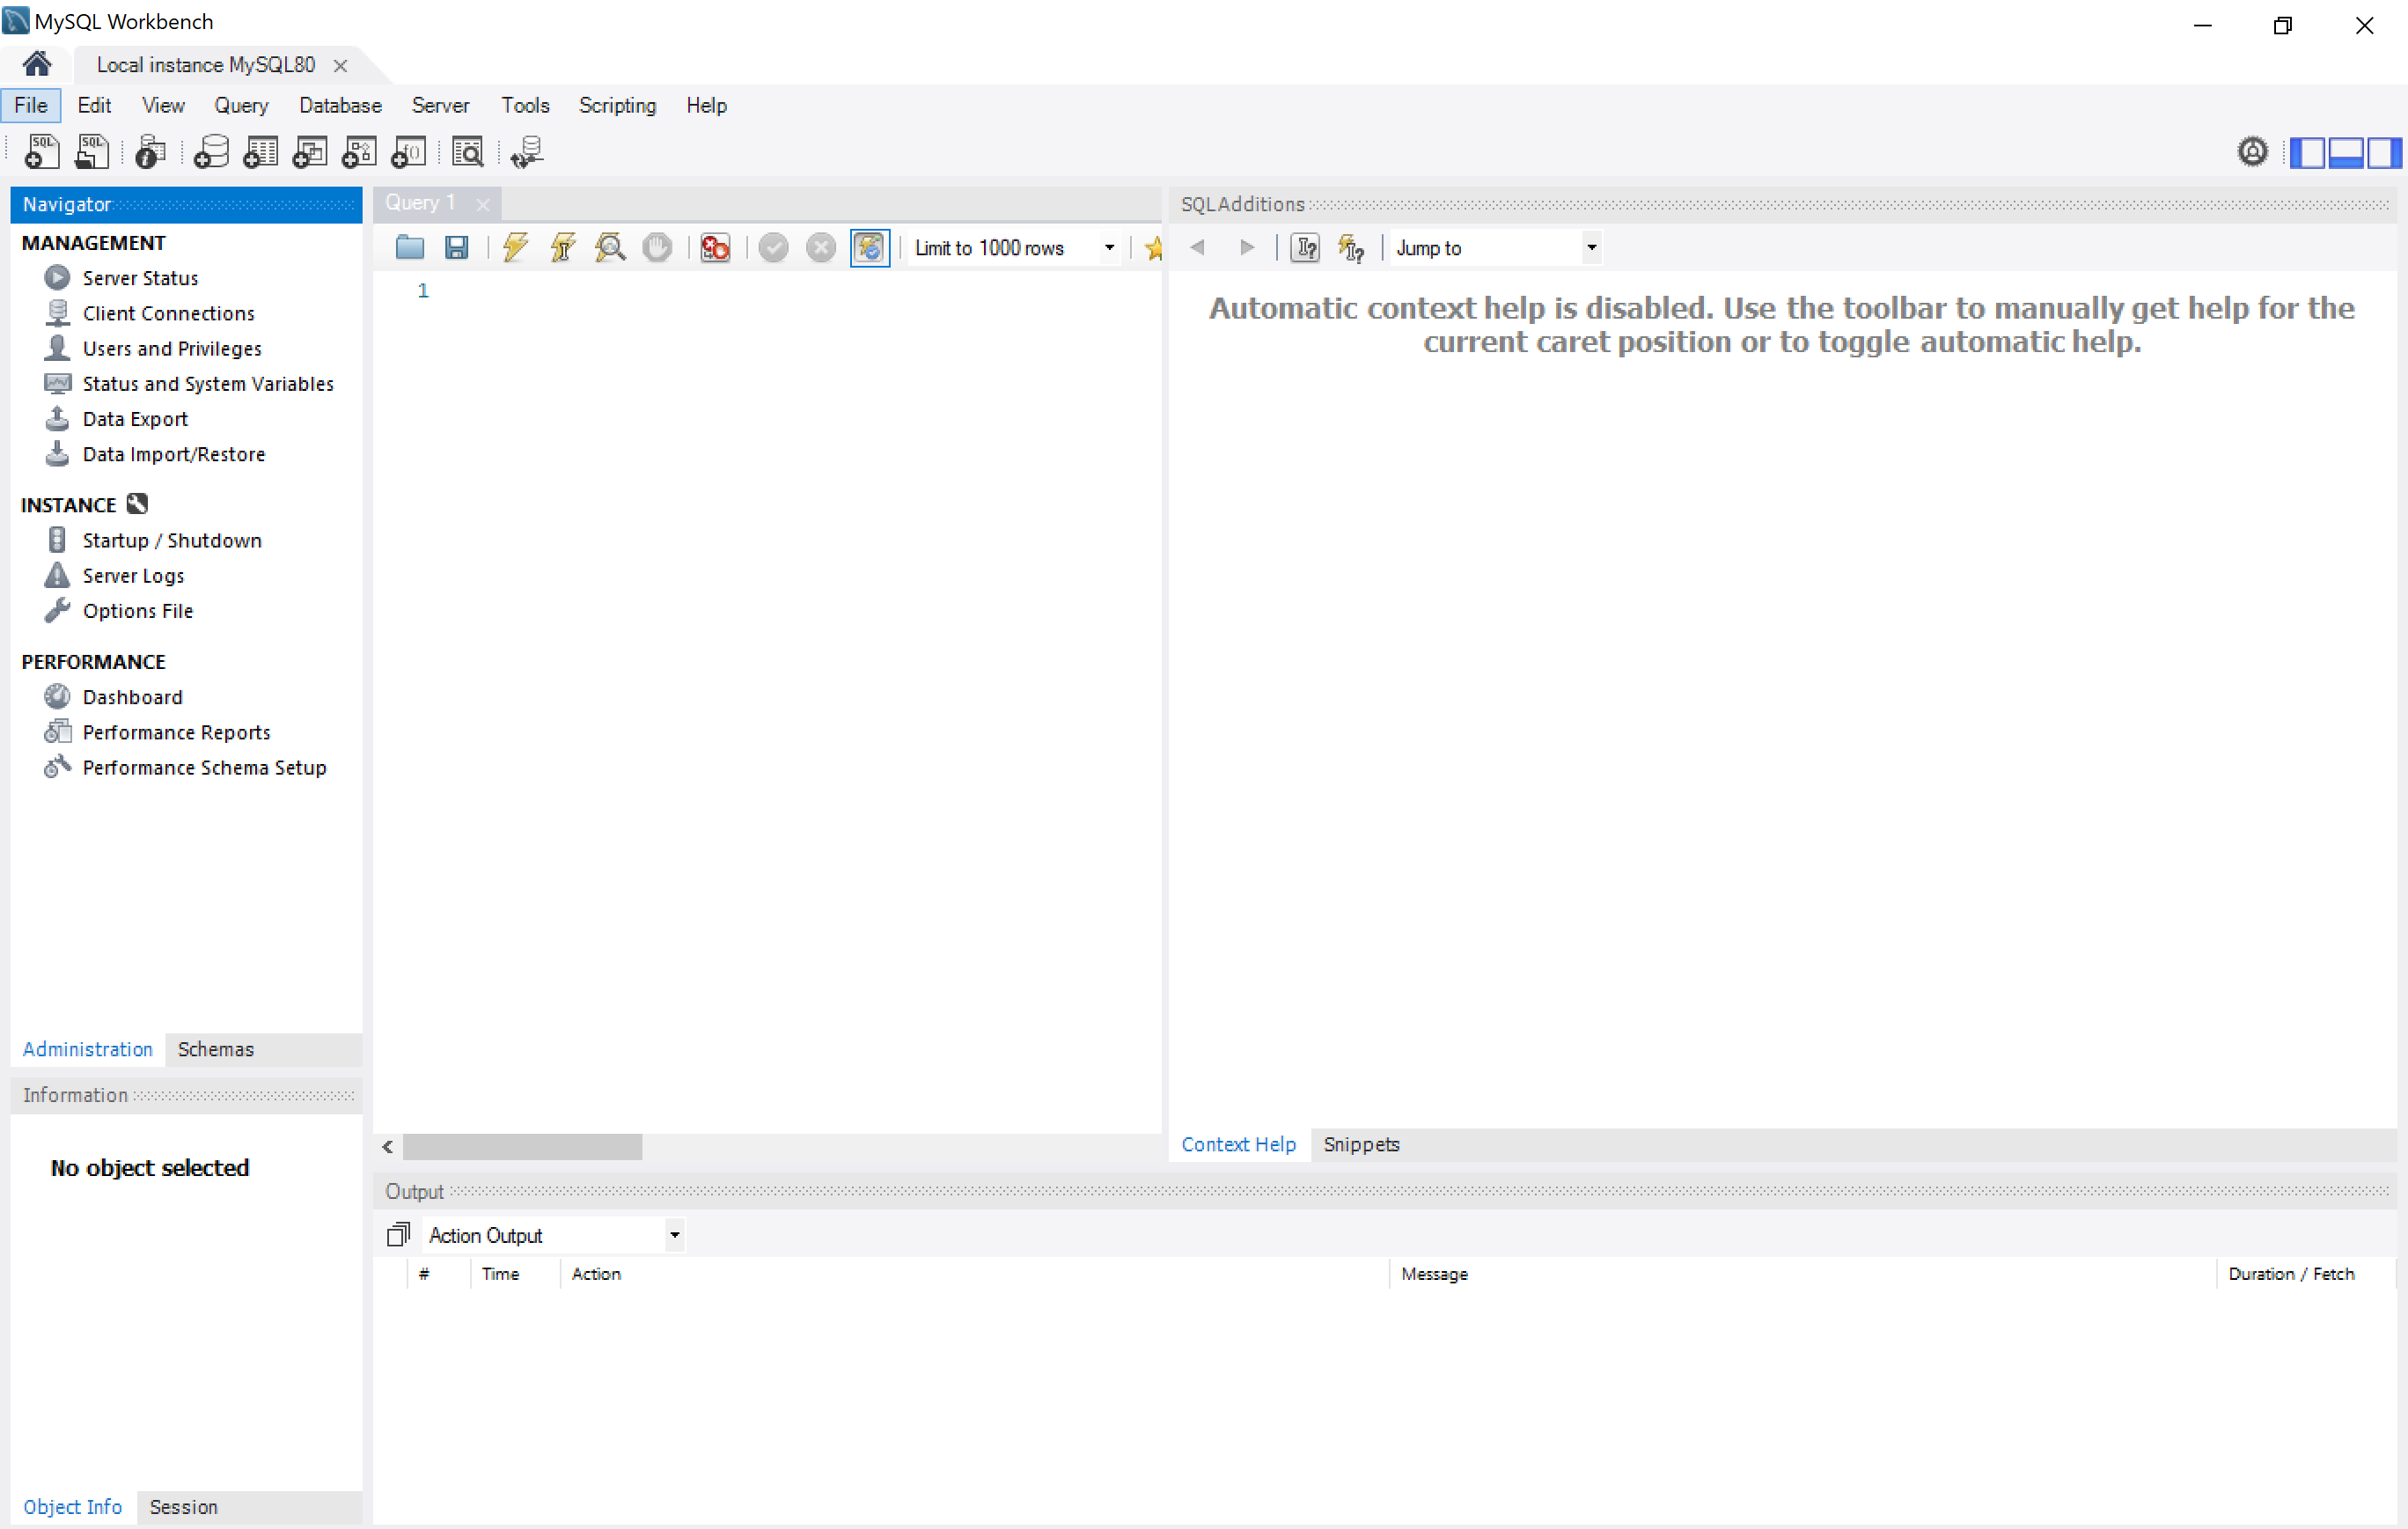 MySQL Workbench
Local instance MySQL80
File Edit View Query Database Server Tools Scripting Help
SQL SQL
Navigator
MANAGEMENT
Server Status
Client Connections
Users and Privileges
Status and System Variables
Data Export
Data Import/Restore
INSTANCE
Startup / Shutdown
Server Logs
Options File
PERFORMANCE
Dashboard
Performance Reports
Performance Schema Setup
Administration Schemas
Information
No object selected
Object Info Session
Query 1
Limit to 1000 rows
1
SQLAdditions
Jump to
Automatic context help is disabled. Use the toolbar to manually get help for the
current caret position or to toggle automatic help.
Context Help Snippets
Output
Action Output
# Time Action Message Duration / Fetch